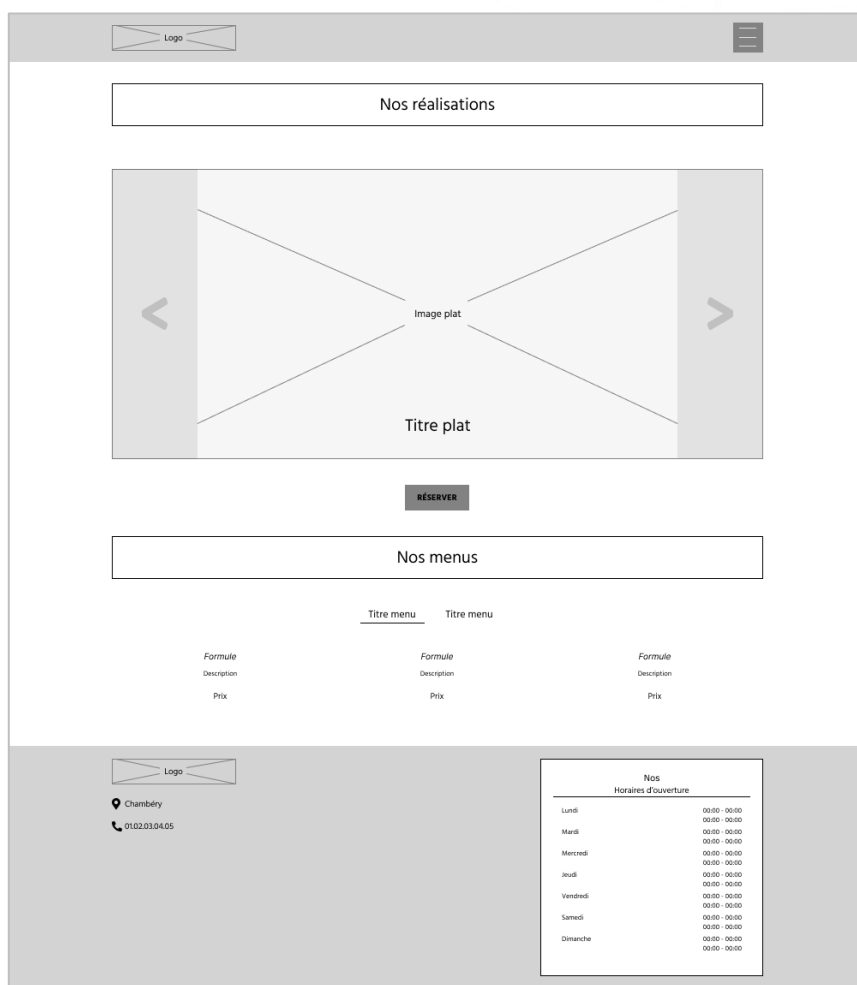 Logo
Nos réalisations
<
>
Image plat
Titre plat
RÉSERVER
Nos menus
Titre menu Titre menu
Formule Formule Formule
Description Description Description
Prix Prix Prix
Logo
Chambéry
01.02.03.04.05
Nos
Horaires d'ouverture
Lundi 00:00 - 00:00
00:00 - 00:00
Mardi 00:00 - 00:00
00:00 - 00:00
Mercredi 00:00 - 00:00
00:00 - 00:00
Jeudi 00:00 - 00:00
00:00 - 00:00
Vendredi 00:00 - 00:00
00:00 - 00:00
Samedi 00:00 - 00:00
00:00 - 00:00
Dimanche 00:00 - 00:00
00:00 - 00:00